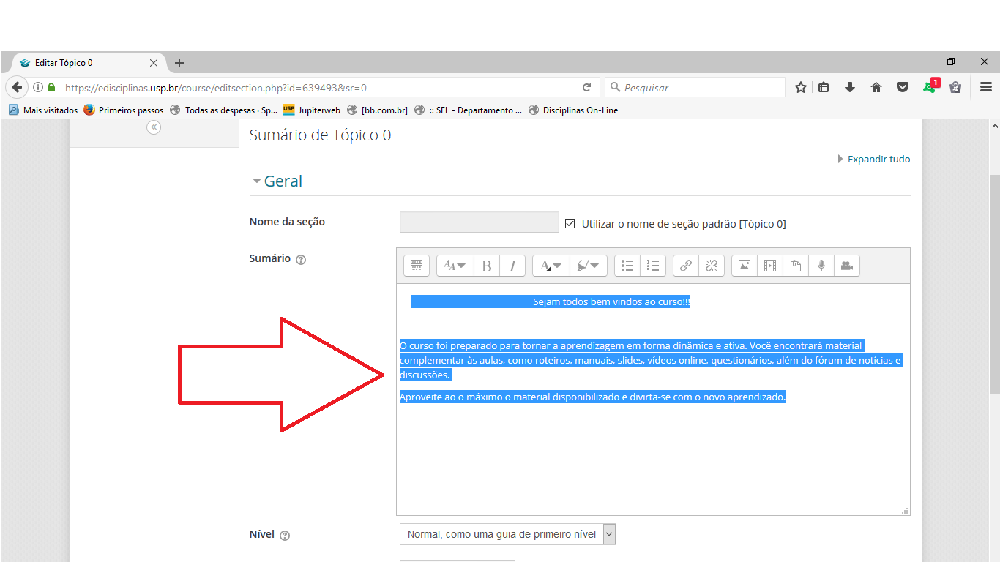 Editar Tópico 0
https://edisciplinas.usp.br/course/editsection.php?id=639493&sr=0
Pesquisar
1
Mais visitados Primeiros passos Todas as despesas · Sp... USP Jupiterweb [bb.com.br] :: SEL - Departamento ... Disciplinas On-Line
Sumário de Tópico 0
Expandir tudo
Geral
Nome da seção
Utilizar o nome de seção padrão [Tópico 0]
Sumário
Sejam todos bem vindos ao curso!!!
O curso foi preparado para tornar a aprendizagem em forma dinâmica e ativa. Você encontrará material
complementar às aulas, como roteiros, manuais, slides, vídeos online, questionários, além do fórum de notícias e
discussões.
Aproveite ao o máximo o material disponibilizado e divirta-se com o novo aprendizado.
Nível
Normal, como uma guia de primeiro nível